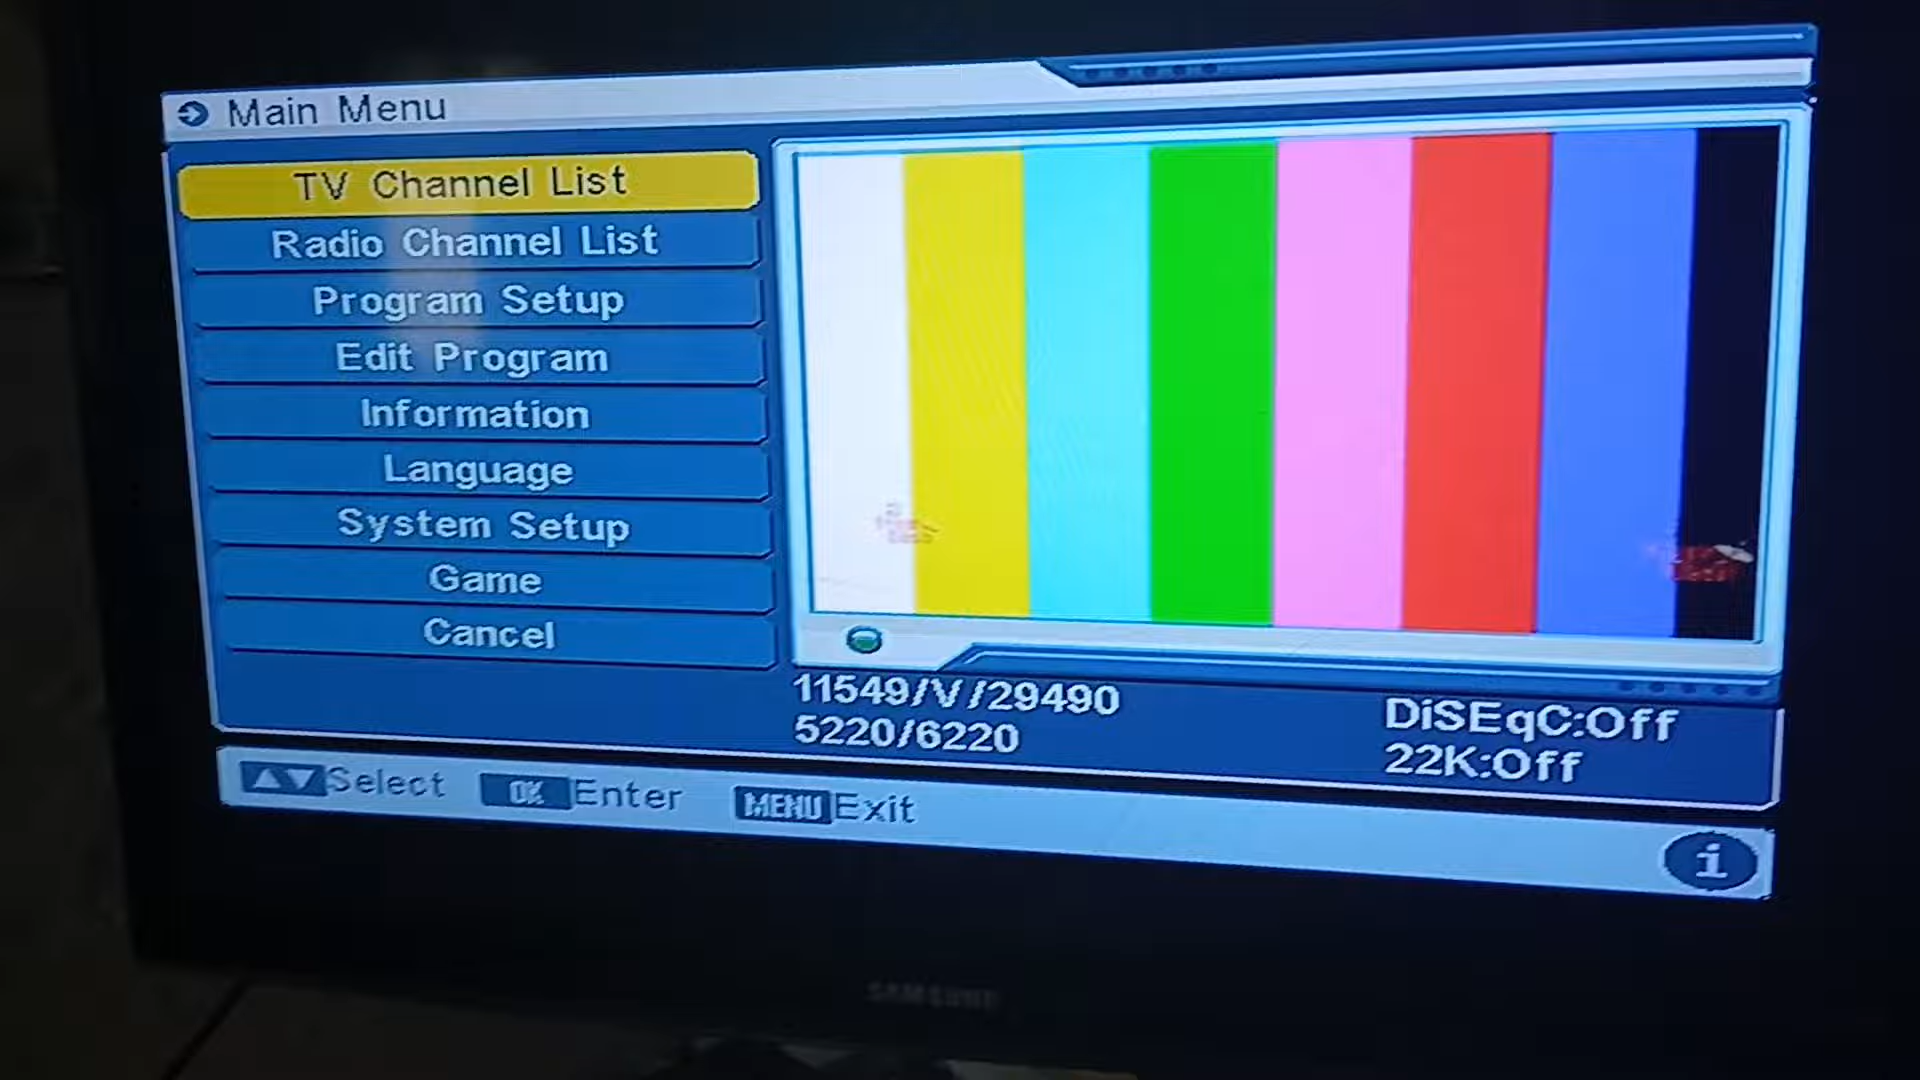 Main Menu
TV Channel List
Radio Channel List
Program Setup
Edit Program
Information
Language
System Setup
Game
Cancel
11549/V/29490
5220/6220
DiSEqC:Off
22K:Off
Select OK Enter MENU Exit
i
SAMSUNG